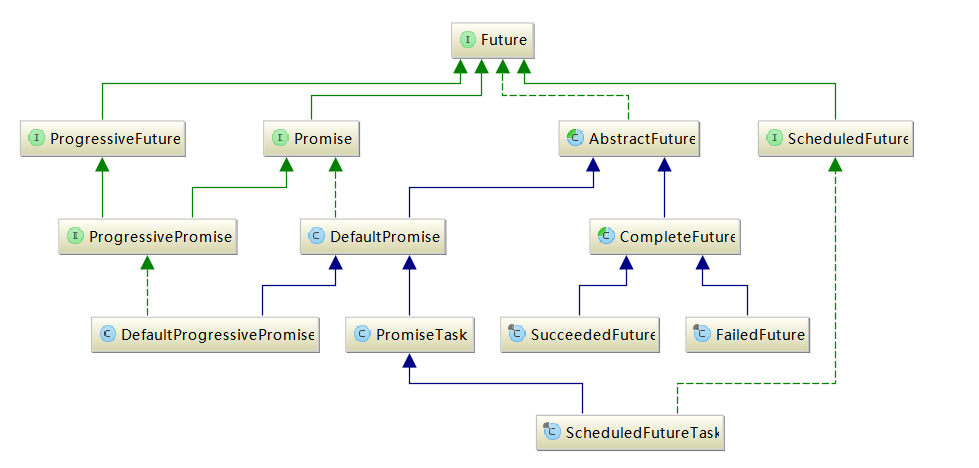 I Future
I ProgressiveFuture
I Promise
C AbstractFuture
I ScheduledFuture
I ProgressivePromise
C DefaultPromise
C CompleteFuture
C DefaultProgressivePromise
C PromiseTask
C SucceededFuture
C FailedFuture
C ScheduledFutureTask